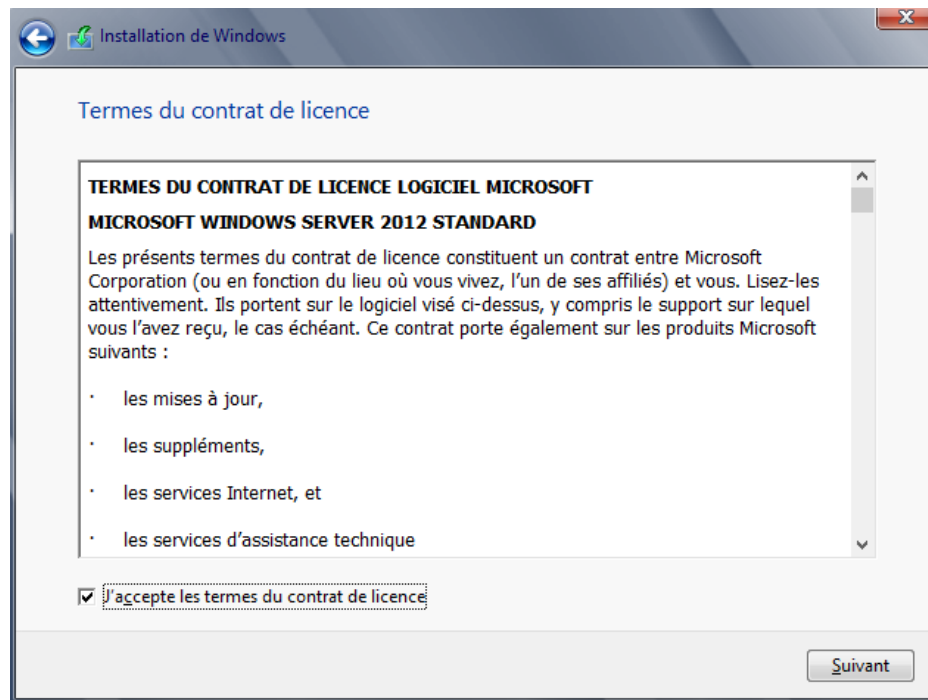 Installation de Windows
Termes du contrat de licence
TERMES DU CONTRAT DE LICENCE LOGICIEL MICROSOFT
MICROSOFT WINDOWS SERVER 2012 STANDARD
Les présents termes du contrat de licence constituent un contrat entre Microsoft
Corporation (ou en fonction du lieu où vous vivez, l'un de ses affiliés) et vous. Lisez-les
attentivement. Ils portent sur le logiciel visé ci-dessus, y compris le support sur lequel
vous l'avez reçu, le cas échéant. Ce contrat porte également sur les produits Microsoft
suivants :
· les mises à jour,
· les suppléments,
· les services Internet, et
· les services d'assistance technique
J'accepte les termes du contrat de licence
Suivant